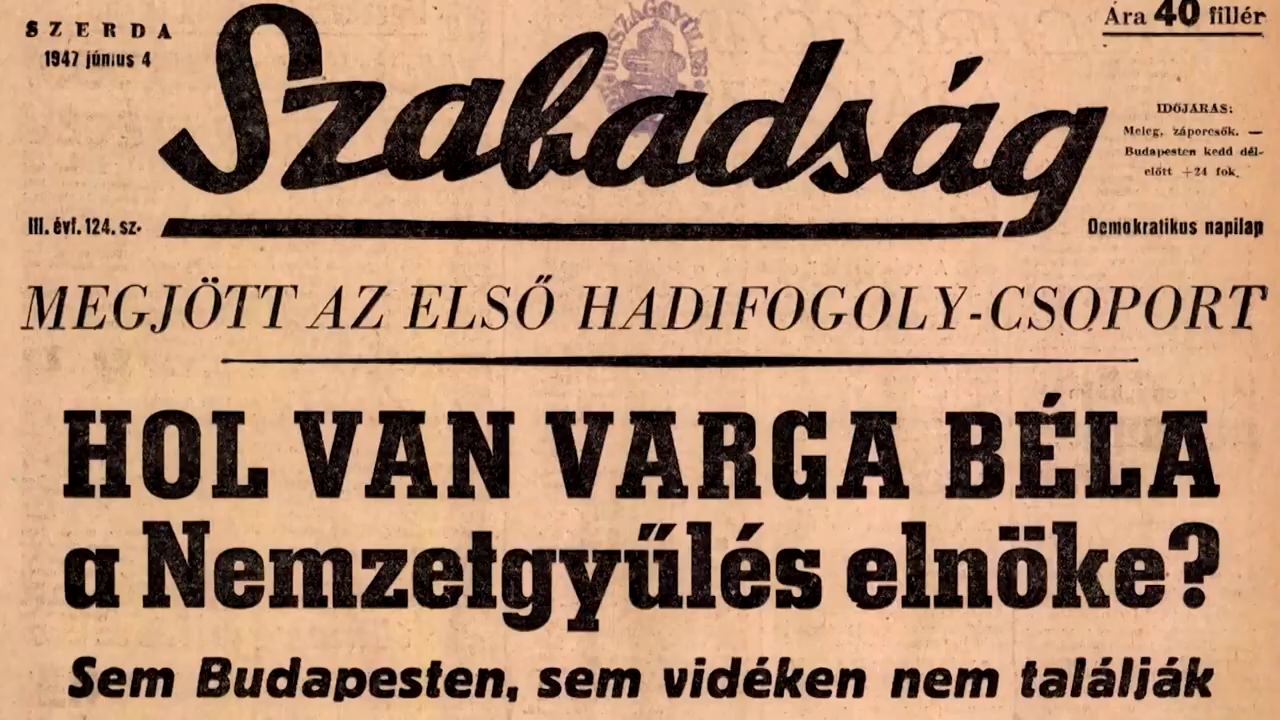 SZERDA
1947 június 4
Szabadság
ORSZÁGGYŰLÉS
Ára 40 fillér
IDŐJÁRÁS:
Meleg, záporesők. —
Budapesten kedd dél-
előtt +24 fok.
III. évf. 124. sz.
Demokratikus napilap
MEGJÖTT AZ ELSŐ HADIFOGOLY-CSOPORT
HOL VAN VARGA BÉLA
a Nemzetgyűlés elnöke?
Sem Budapesten, sem vidéken nem találják